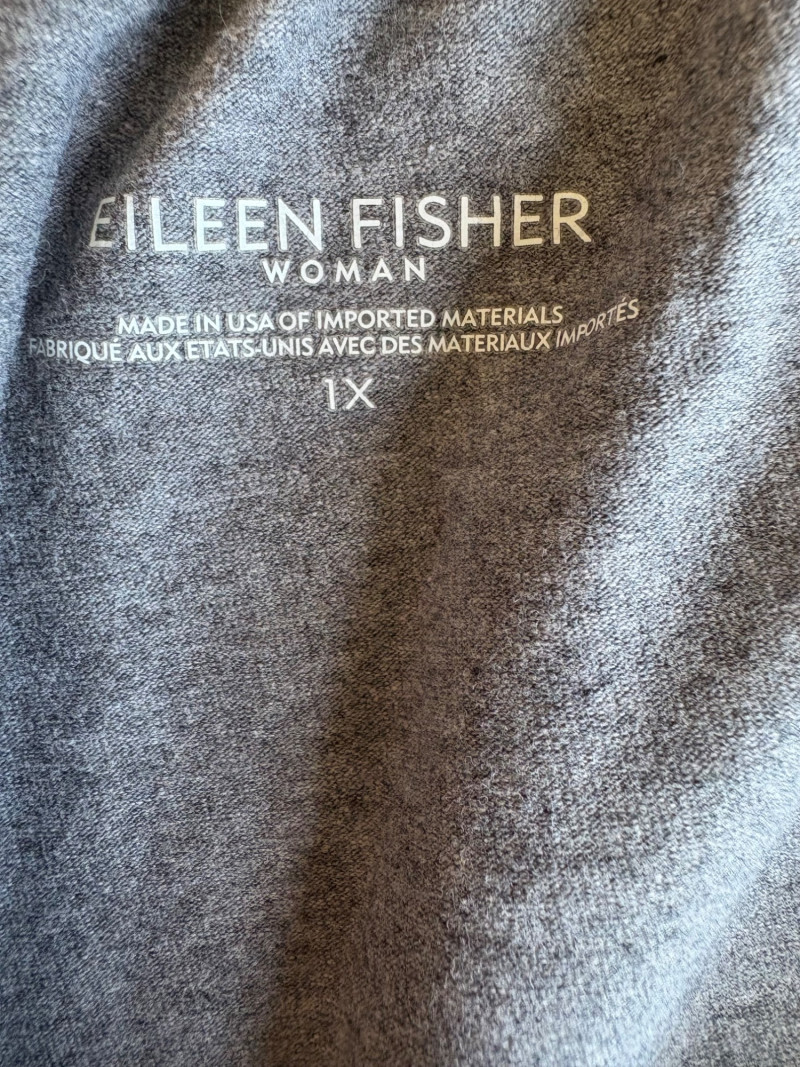 EILEEN FISHER
WOMAN
MADE IN USA OF IMPORTED MATERIALS
FABRIQUÉ AUX ETATS-UNIS AVEC DES MATERIAUX IMPORTÉS
1X